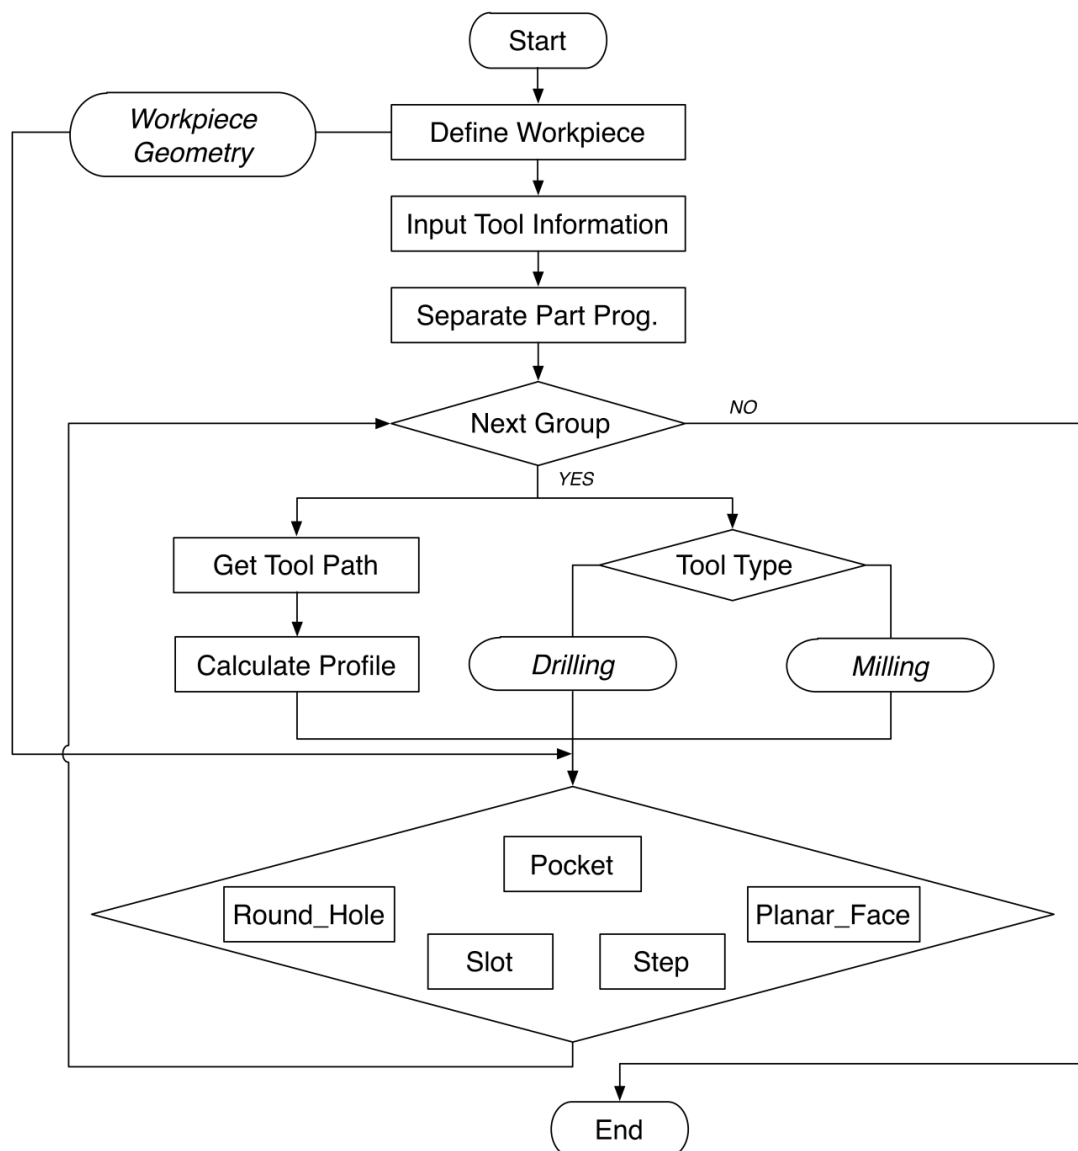 Start
Workpiece
Geometry
Define Workpiece
Input Tool Information
Separate Part Prog.
Next Group
NO
YES
Get Tool Path
Tool Type
Calculate Profile
Drilling
Milling
Pocket
Round_Hole
Planar_Face
Slot
Step
End